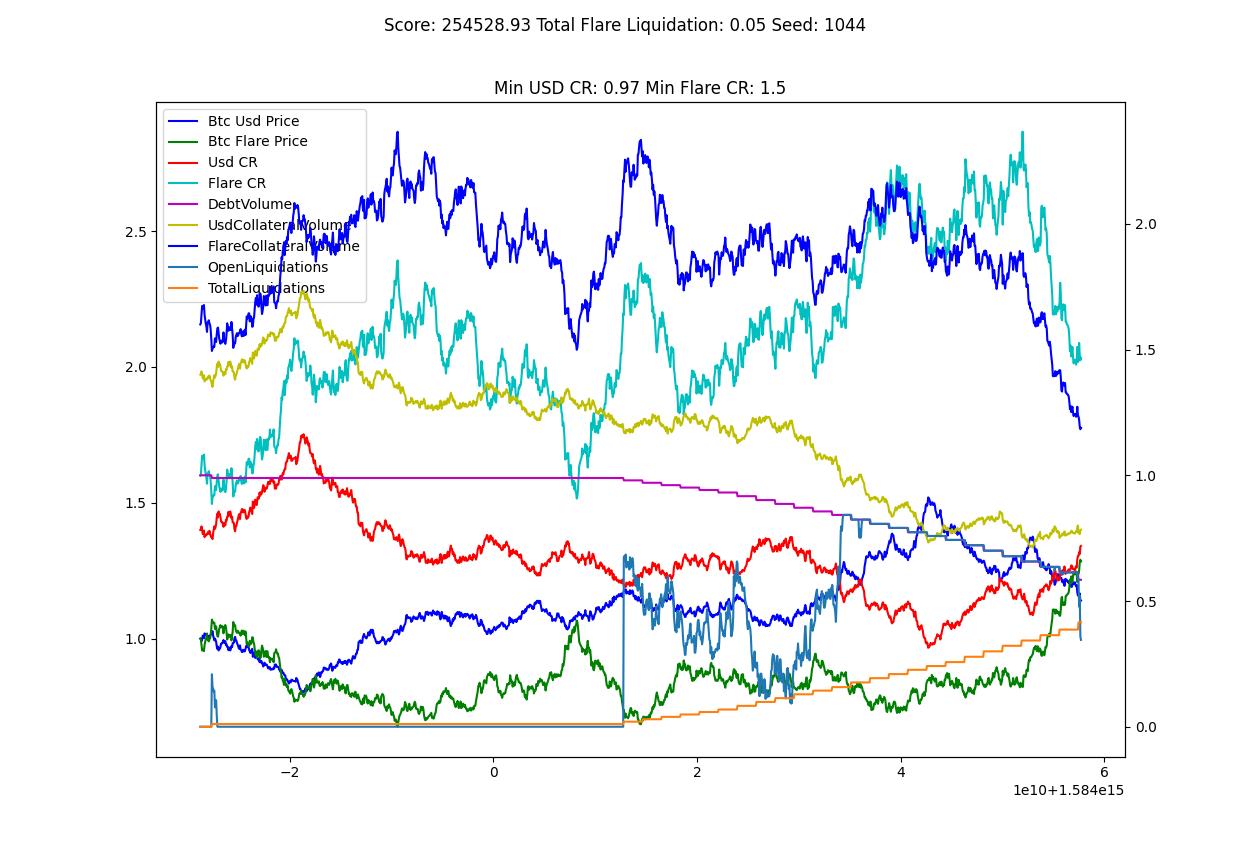 Score: 254528.93 Total Flare Liquidation: 0.05 Seed: 1044
Min USD CR: 0.97 Min Flare CR: 1.5
Btc Usd Price
Btc Flare Price
Usd CR
Flare CR
DebtVolume
UsdCollateralVolume
FlareCollateralVolume
OpenLiquidations
TotalLiquidations
2.5
2.0
1.5
1.0
2.0
1.5
1.0
0.5
0.0
−2
0
2
4
6
1e10+1.584e15